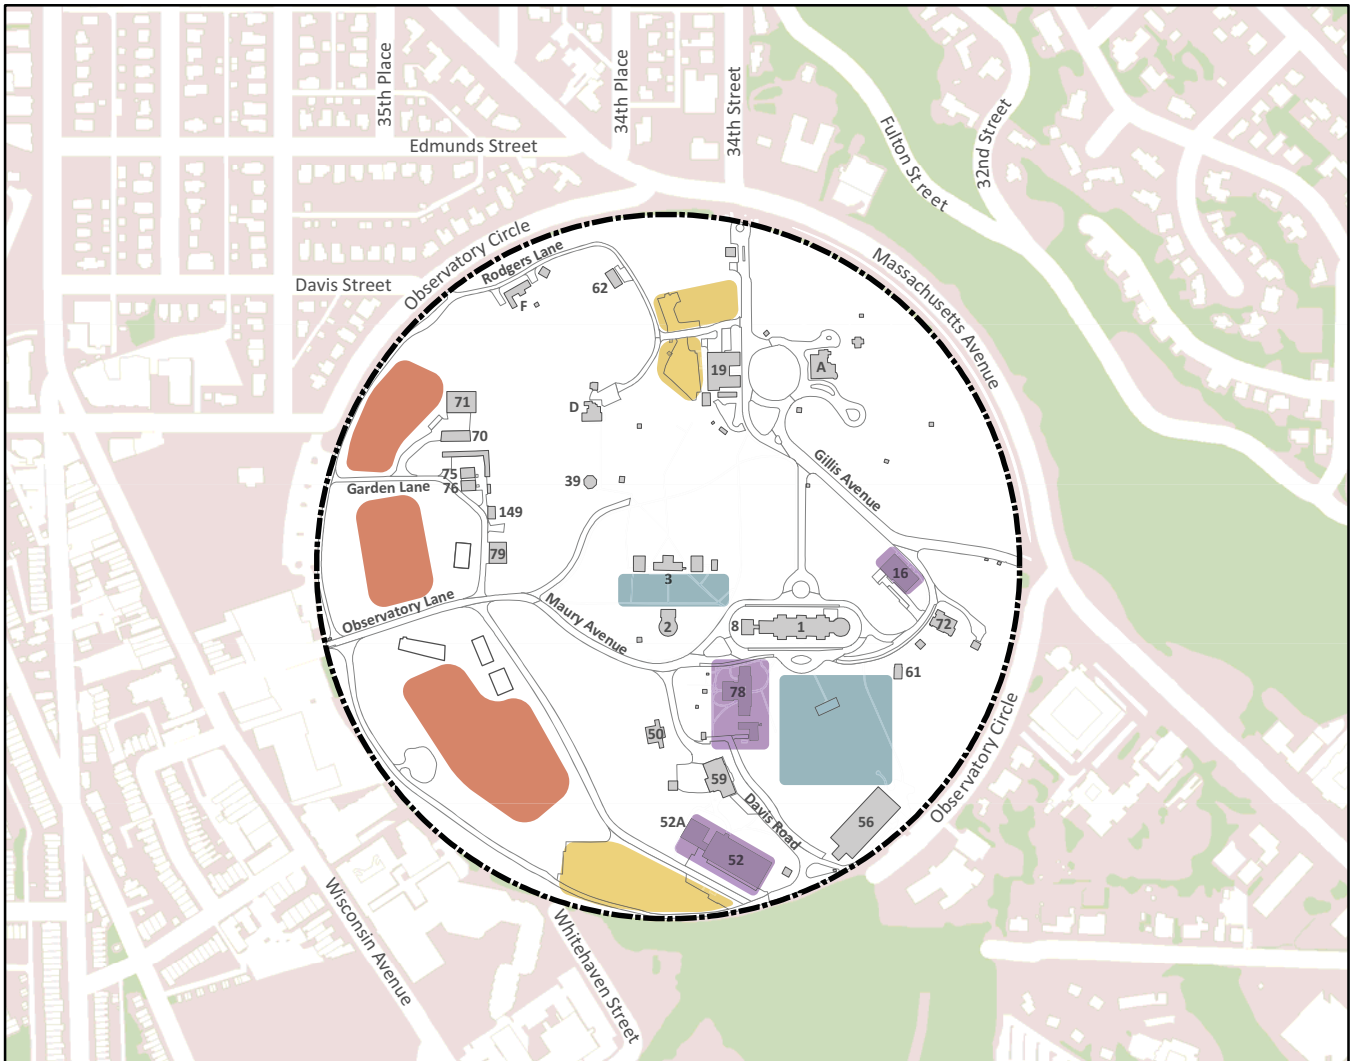 35th Place
34th Place
34th Street
Edmunds Street
Fulton Street
32nd Street
Observatory Circle
Rodgers Lane
Massachusetts Avenue
Davis Street
62
F
19
A
71
D
70
75
Garden Lane
76
39
Gillis Avenue
149
79
3
16
Observatory Lane
Maury Avenue
2
8
1
72
61
78
50
59
Observatory Circle
Davis Road
52A
56
52
Wisconsin Avenue
Whitehaven Street